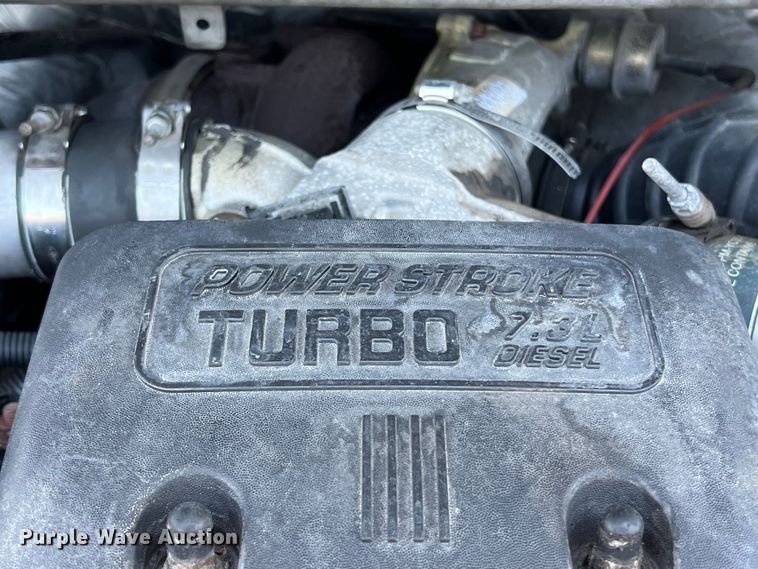 POWER STROKE
TURBO 7.3L
DIESEL
Purple Wave Auction